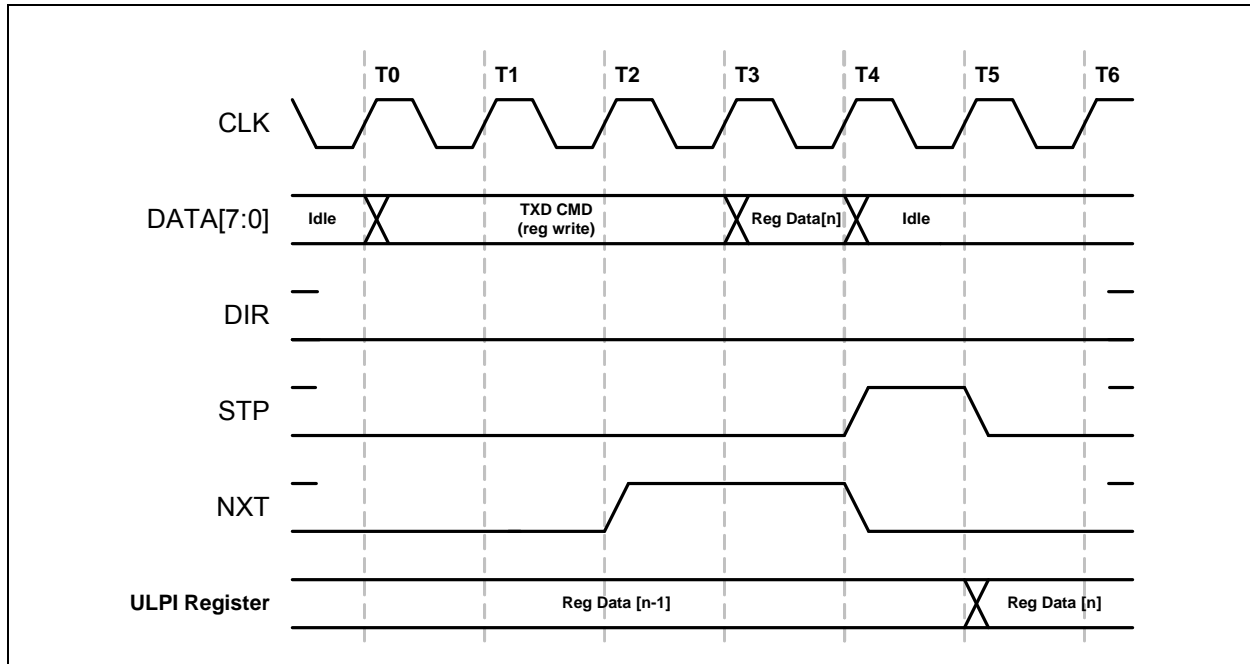 T0 T1 T2 T3 T4 T5 T6
CLK
DATA[7:0] Idle TXD CMD Reg Data[n] Idle
(reg write)
DIR
STP
NXT
ULPI Register Reg Data [n-1] Reg Data [n]